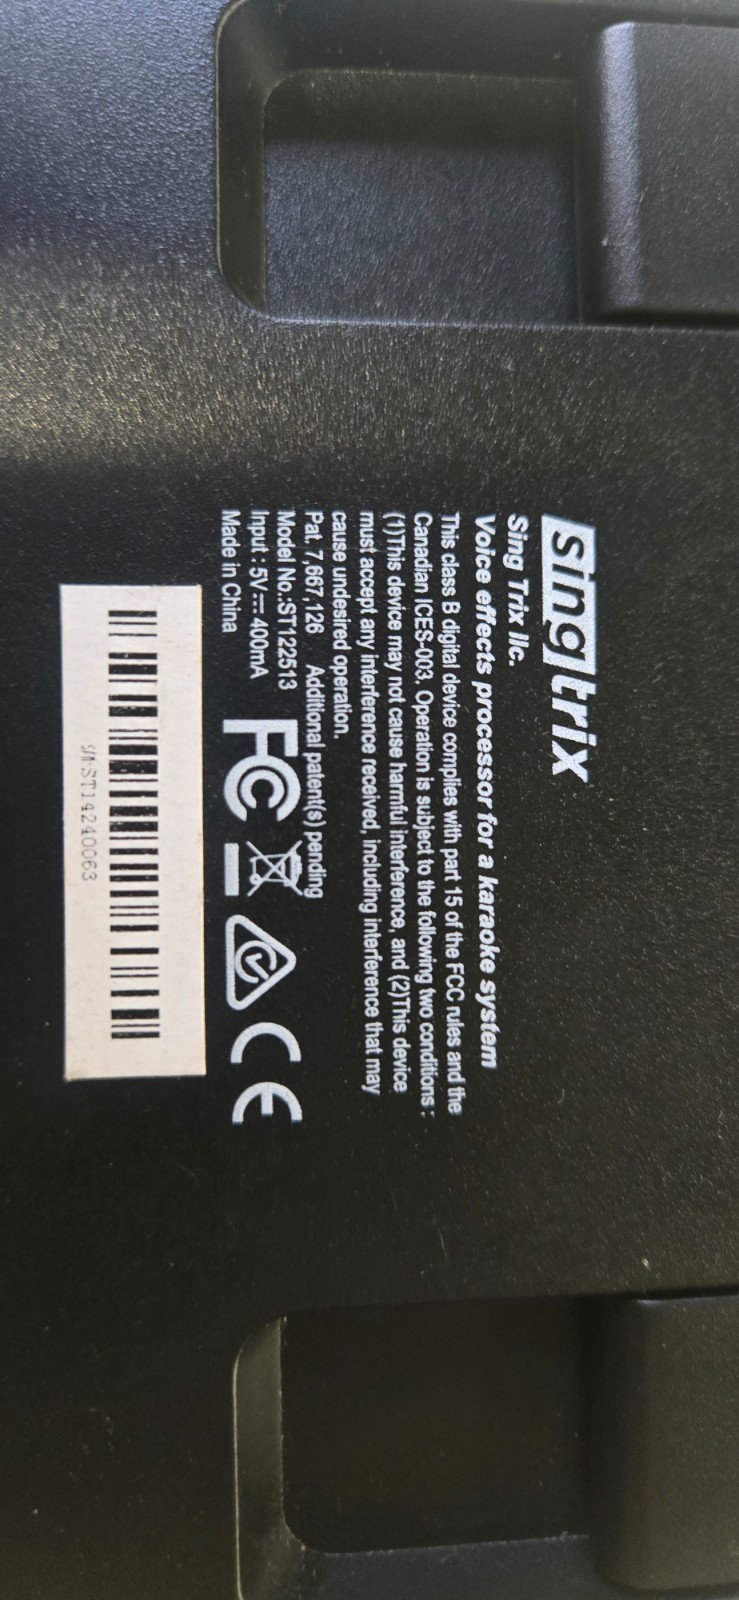 singtrix
Sing Trix llc.
Voice effects processor for a karaoke system
This class B digital device complies with part 15 of the FCC rules and the
Canadian ICES-003. Operation is subject to the following two conditions :
(1)This device may not cause harmful interference, and (2)This device
must accept any interference received, including interference that may
cause undesired operation.
Pat. 7,667,126 Additional patent(s) pending
Model No.:ST122513
Input : 5V⎓400mA
Made in China
FC CE
S/N:ST14240063